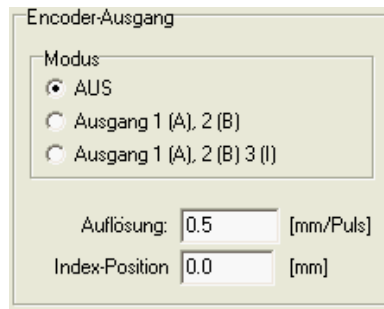 Encoder-Ausgang
Modus
AUS
Ausgang 1 (A), 2 (B)
Ausgang 1 (A), 2 (B) 3 (I)
Auflösung: 0.5 [mm/Puls]
Index-Position 0.0 [mm]